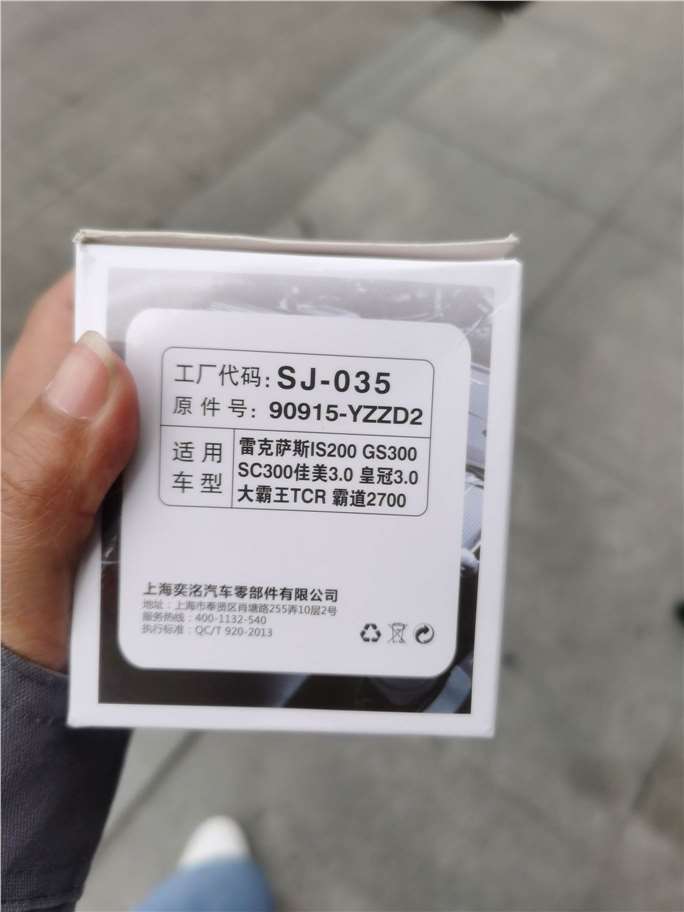 工厂代码：SJ-035
原件号：90915-YZZD2
适用车型
雷克萨斯IS200 GS300
SC300佳美3.0 皇冠3.0
大霸王TCR 霸道2700
上海奕洺汽车零部件有限公司
地址：上海市奉贤区肖塘路255弄10层2号
服务热线：400-1132-540
执行标准：QC/T 920-2013